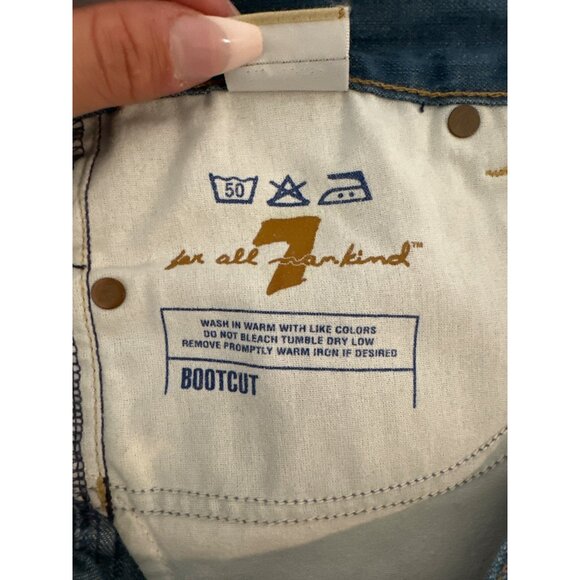 50
7
for all mankind™
WASH IN WARM WITH LIKE COLORS
DO NOT BLEACH TUMBLE DRY LOW
REMOVE PROMPTLY WARM IRON IF DESIRED
BOOTCUT